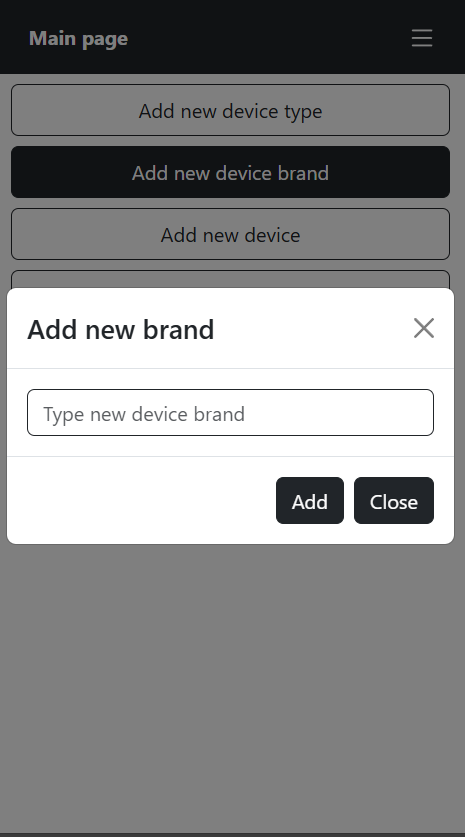 Main page
Add new device type
Add new device brand
Add new device
Add new brand
Type new device brand
Add Close